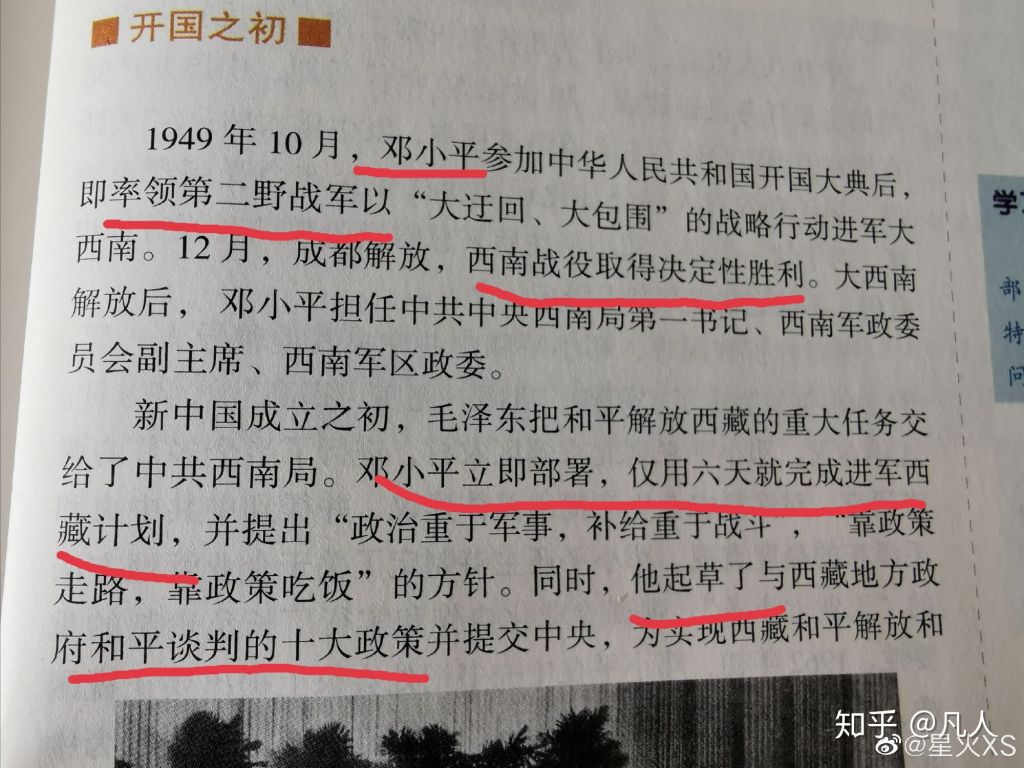 开国之初
1949 年 10 月，邓小平参加中华人民共和国开国大典后，
即率领第二野战军以“大迂回、大包围”的战略行动进军大
西南。12 月，成都解放，西南战役取得决定性胜利。大西南
解放后，邓小平担任中共中央西南局第一书记、西南军政委
员会副主席、西南军区政委。
新中国成立之初，毛泽东把和平解放西藏的重大任务交
给了中共西南局。邓小平立即部署，仅用六天就完成进军西
藏计划，并提出“政治重于军事，补给重于战斗”，“靠政策
走路，靠政策吃饭”的方针。同时，他起草了与西藏地方政
府和平谈判的十大政策并提交中央，为实现西藏和平解放和
学
部
特
问
知乎 @凡人
@星火XS